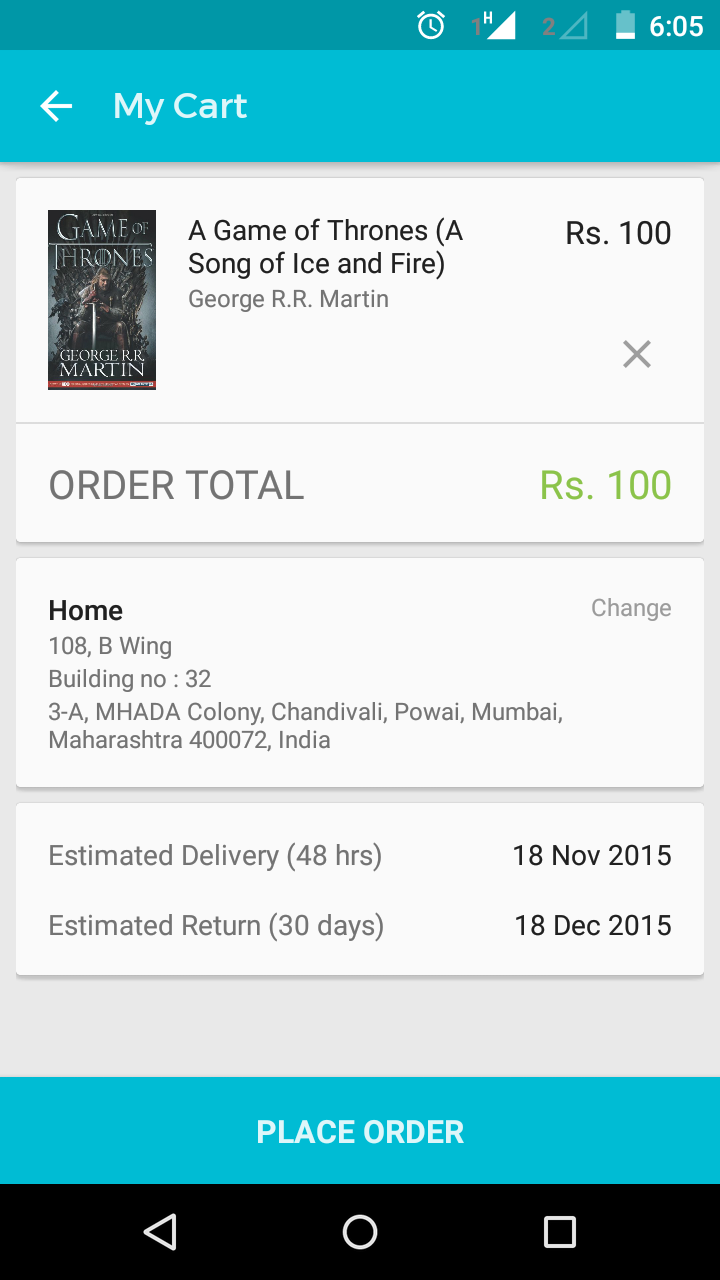 1 H 2 6:05
My Cart
GAME OF
THRONES
GEORGE R.R.
MARTIN
A Game of Thrones (A
Song of Ice and Fire)
George R.R. Martin
Rs. 100
ORDER TOTAL Rs. 100
Home Change
108, B Wing
Building no : 32
3-A, MHADA Colony, Chandivali, Powai, Mumbai,
Maharashtra 400072, India
Estimated Delivery (48 hrs) 18 Nov 2015
Estimated Return (30 days) 18 Dec 2015
PLACE ORDER